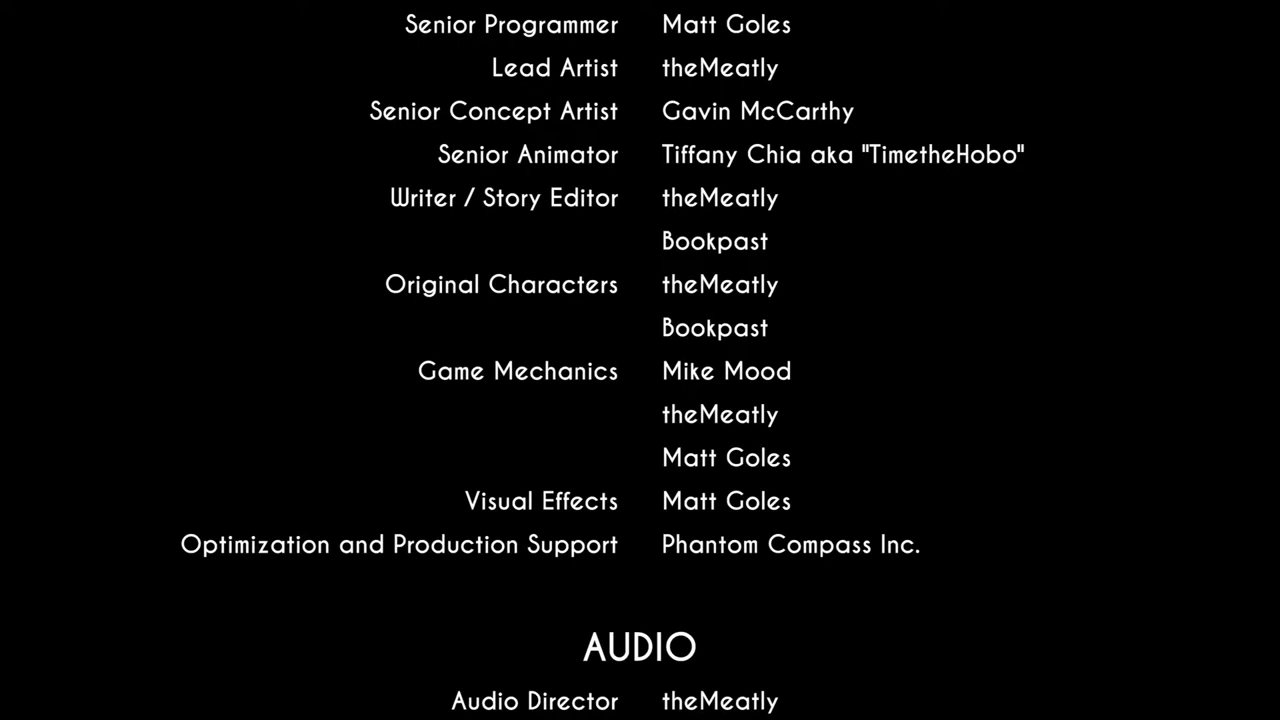 Senior Programmer Matt Goles
Lead Artist theMeatly
Senior Concept Artist Gavin McCarthy
Senior Animator Tiffany Chia aka "TimetheHobo"
Writer / Story Editor theMeatly
Bookpast
Original Characters theMeatly
Bookpast
Game Mechanics Mike Mood
theMeatly
Matt Goles
Visual Effects Matt Goles
Optimization and Production Support Phantom Compass Inc.
AUDIO
Audio Director theMeatly